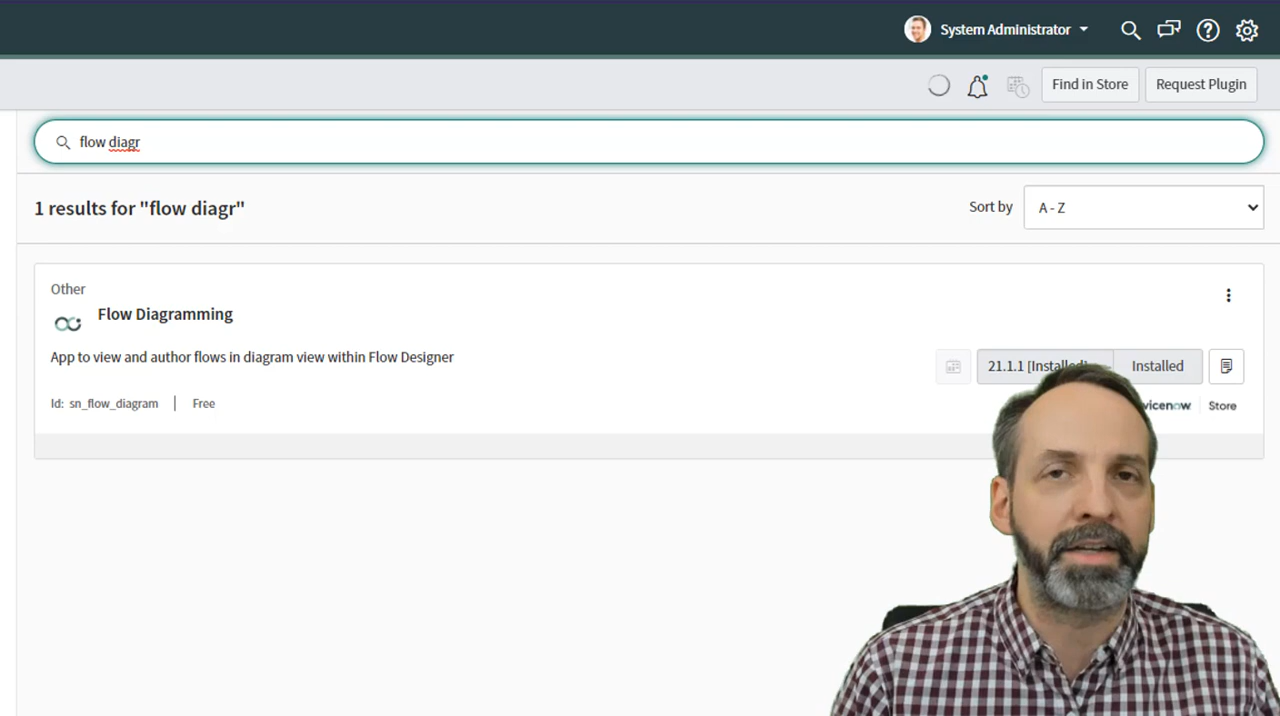 System Administrator
Find in Store
Request Plugin
flow diagr
1 results for "flow diagr"
Sort by
A - Z
Other
Flow Diagramming
App to view and author flows in diagram view within Flow Designer
21.1.1 [Installed]
Installed
Id: sn_flow_diagram
Free
vicenow
Store